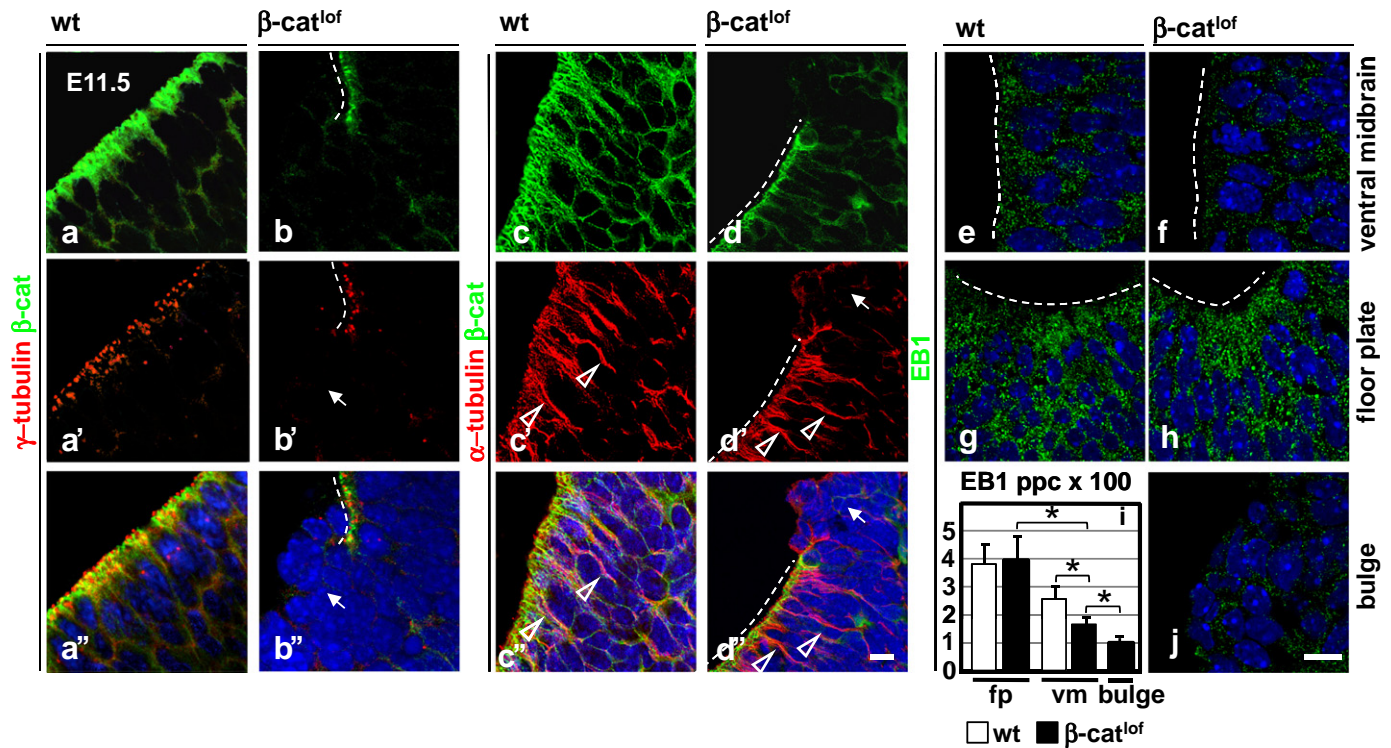 wt
β-cat^lof
wt
β-cat^lof
wt
β-cat^lof
E11.5
a
b
c
d
e
f
ventral midbrain
γ–tubulin β-cat
a'
b'
α–tubulin β-cat
c'
d'
EB1
g
h
floor plate
a"
b"
c"
d"
EB1 ppc x 100
i
5
4
3
2
1
0
*
*
*
fp
vm
bulge
j
bulge
wt
β-cat^lof